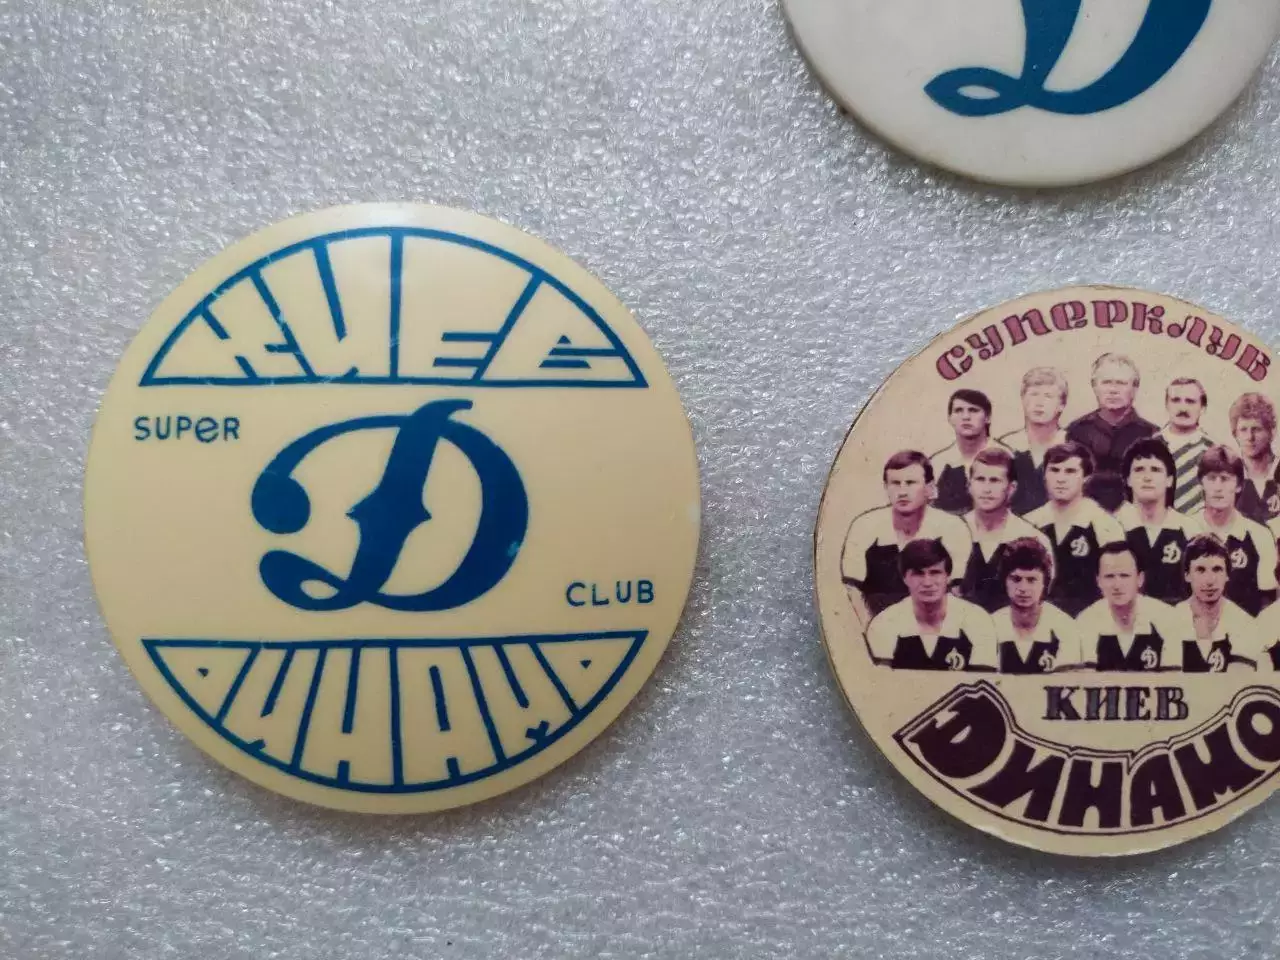 Д
КИЕВ
SUPER
Д
CLUB
ДИНАМО
СУПЕРКЛУБ
КИЕВ
ДИНАМО